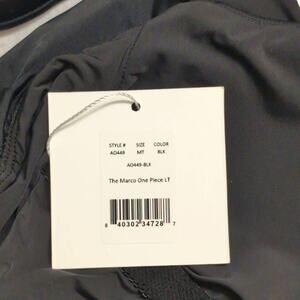 STYLE # SIZE COLOR
AO449 MT BLK
AO449-BLK
The Marco One Piece LT
8 40302 34728 7